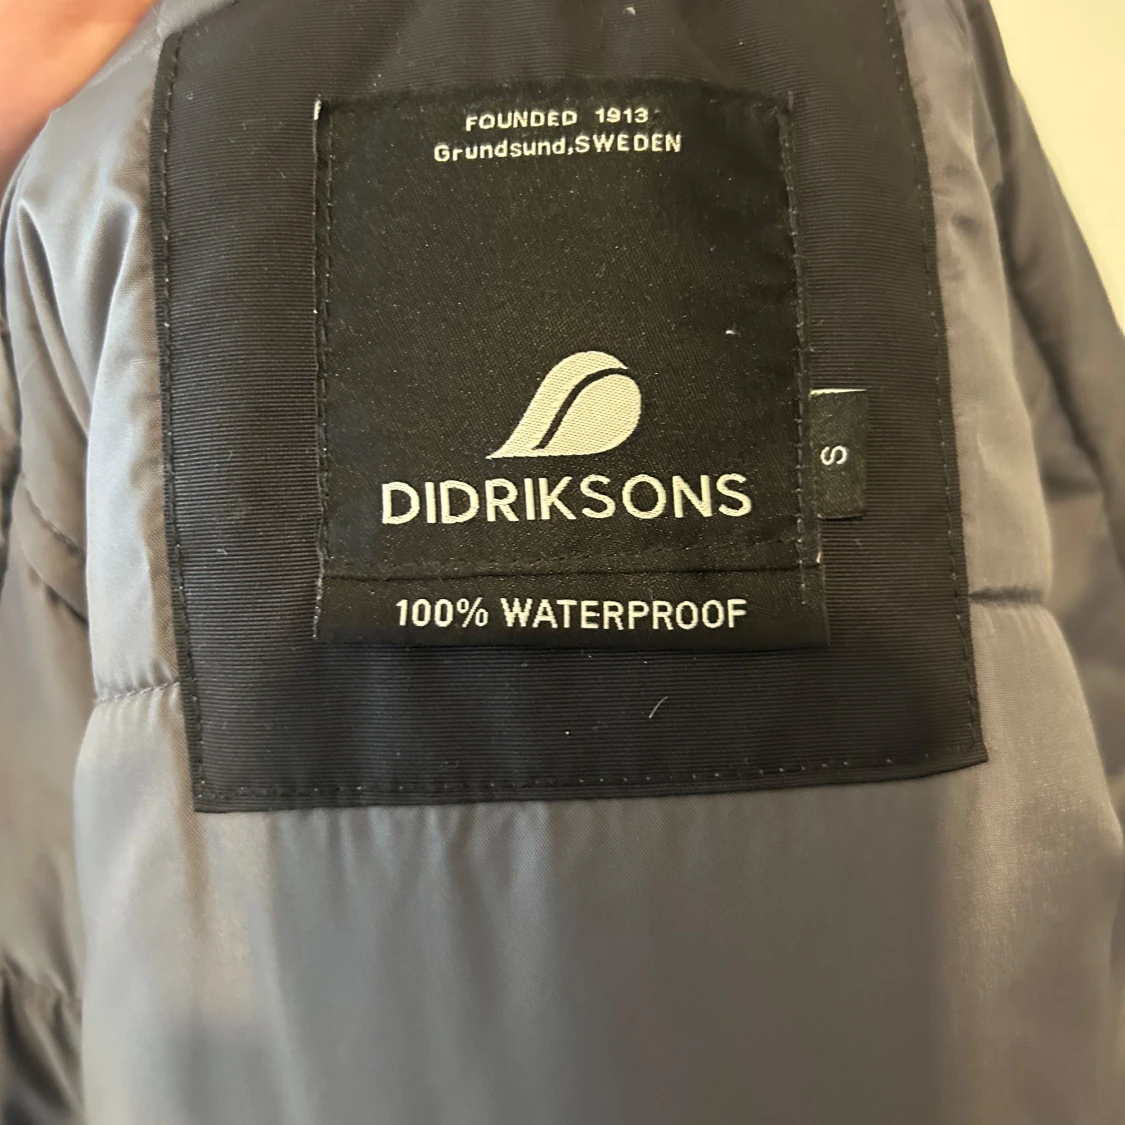 FOUNDED 1913
Grundsund,SWEDEN
DIDRIKSONS
S
100% WATERPROOF